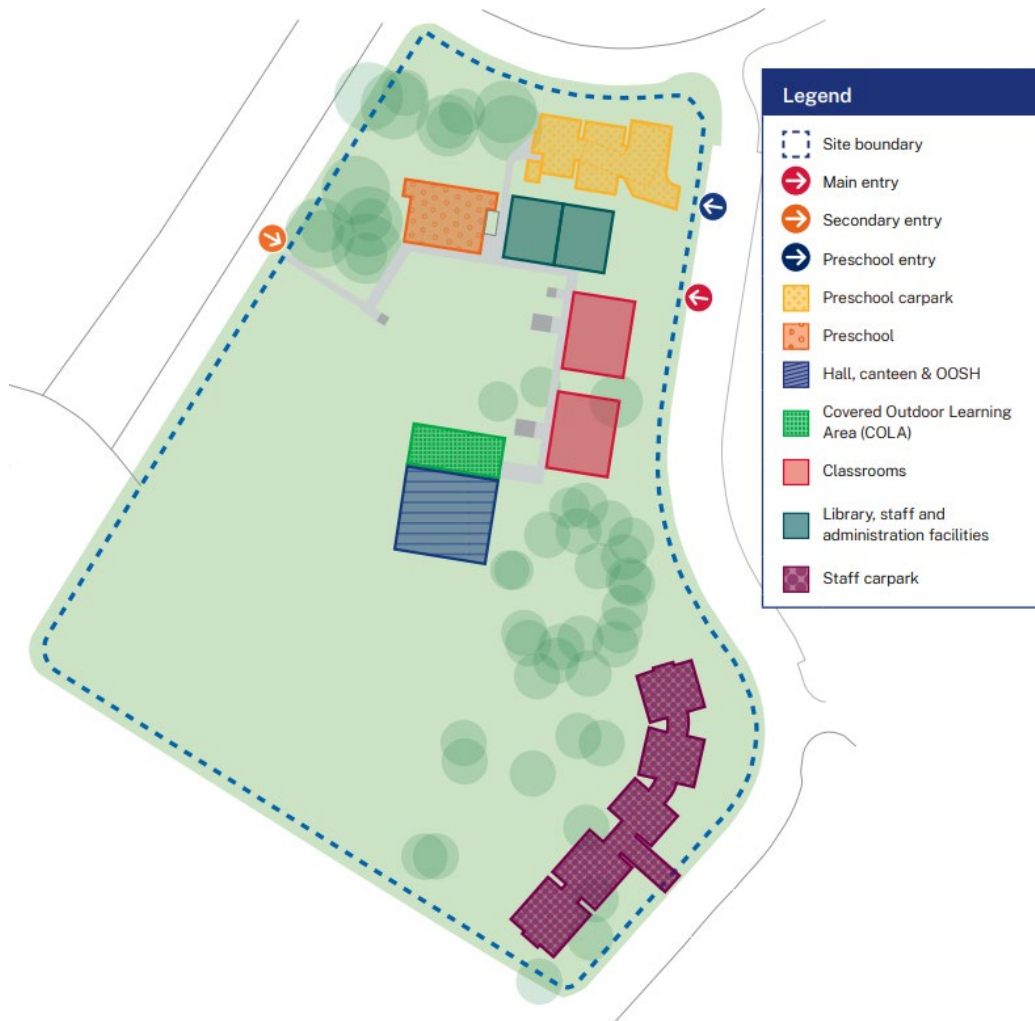 Legend
Site boundary
Main entry
Secondary entry
Preschool entry
Preschool carpark
Preschool
Hall, canteen & OOSH
Covered Outdoor Learning
Area (COLA)
Classrooms
Library, staff and
administration facilities
Staff carpark